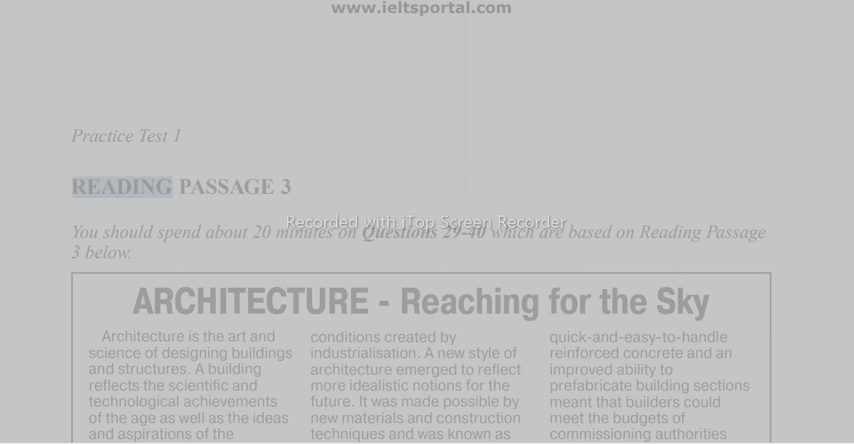 www.ieltsportal.com
Practice Test 1
READING PASSAGE 3
Recorded with iTop Screen Recorder
You should spend about 20 minutes on Questions 29-40 which are based on Reading Passage
3 below.
ARCHITECTURE - Reaching for the Sky
Architecture is the art and
science of designing buildings
and structures. A building
reflects the scientific and
technological achievements
of the age as well as the ideas
and aspirations of the
conditions created by
industrialisation. A new style of
architecture emerged to reflect
more idealistic notions for the
future. It was made possible by
new materials and construction
techniques and was known as
quick-and-easy-to-handle
reinforced concrete and an
improved ability to
prefabricate building sections
meant that builders could
meet the budgets of
commissioning authorities